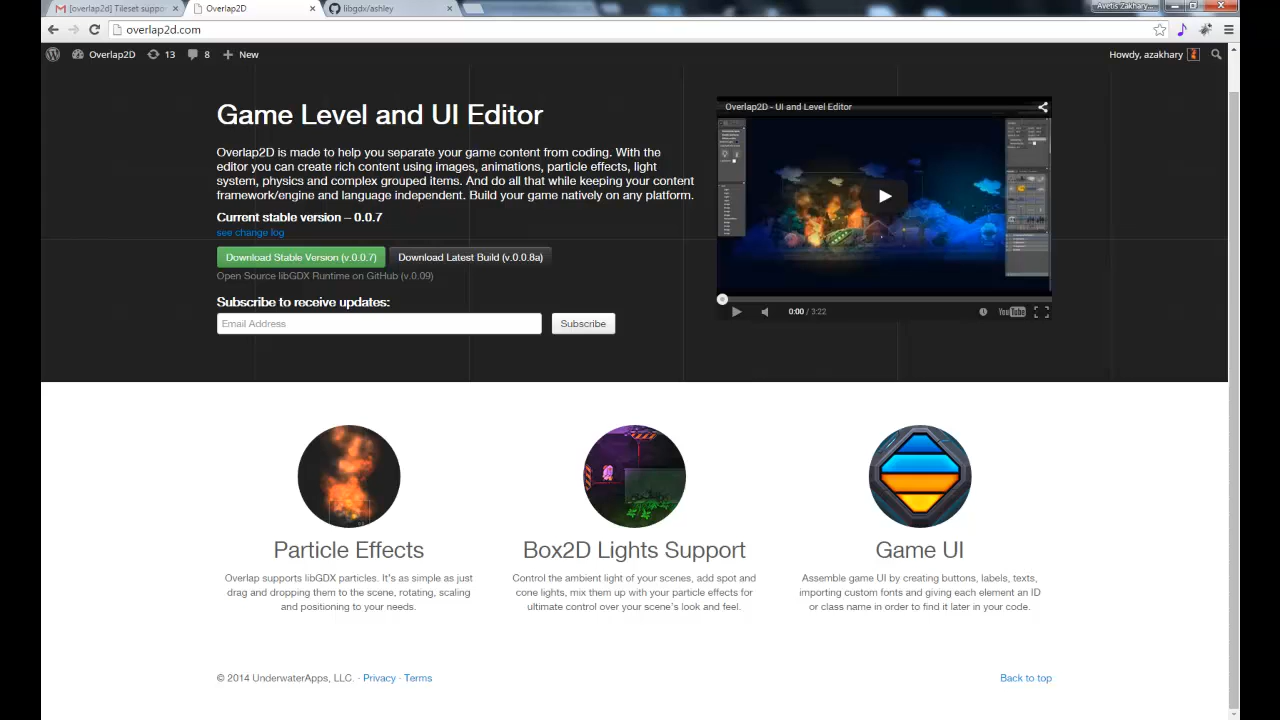 [overlap2d] Tileset suppo
Overlap2D
libgdx/ashley
Avetis Zakhary...
overlap2d.com
Overlap2D
13
8
New
Howdy, azakhary
Game Level and UI Editor
Overlap2D is made to help you separate your game content from coding. With the
editor you can create rich content using images, animations, particle effects, light
system, physics and complex grouped items. And do all that while keeping your content
framework/engine and language independent. Build your game natively on any platform.
Current stable version – 0.0.7
see change log
Download Stable Version (v.0.0.7)
Download Latest Build (v.0.0.8a)
Open Source libGDX Runtime on GitHub (v.0.09)
Subscribe to receive updates:
Email Address
Subscribe
Overlap2D - UI and Level Editor
0:00 / 3:22
YouTube
Particle Effects
Overlap supports libGDX particles. It's as simple as just
drag and dropping them to the scene, rotating, scaling
and positioning to your needs.
Box2D Lights Support
Control the ambient light of your scenes, add spot and
cone lights, mix them up with your particle effects for
ultimate control over your scene's look and feel.
Game UI
Assemble game UI by creating buttons, labels, texts,
importing custom fonts and giving each element an ID
or class name in order to find it later in your code.
© 2014 UnderwaterApps, LLC. · Privacy · Terms
Back to top